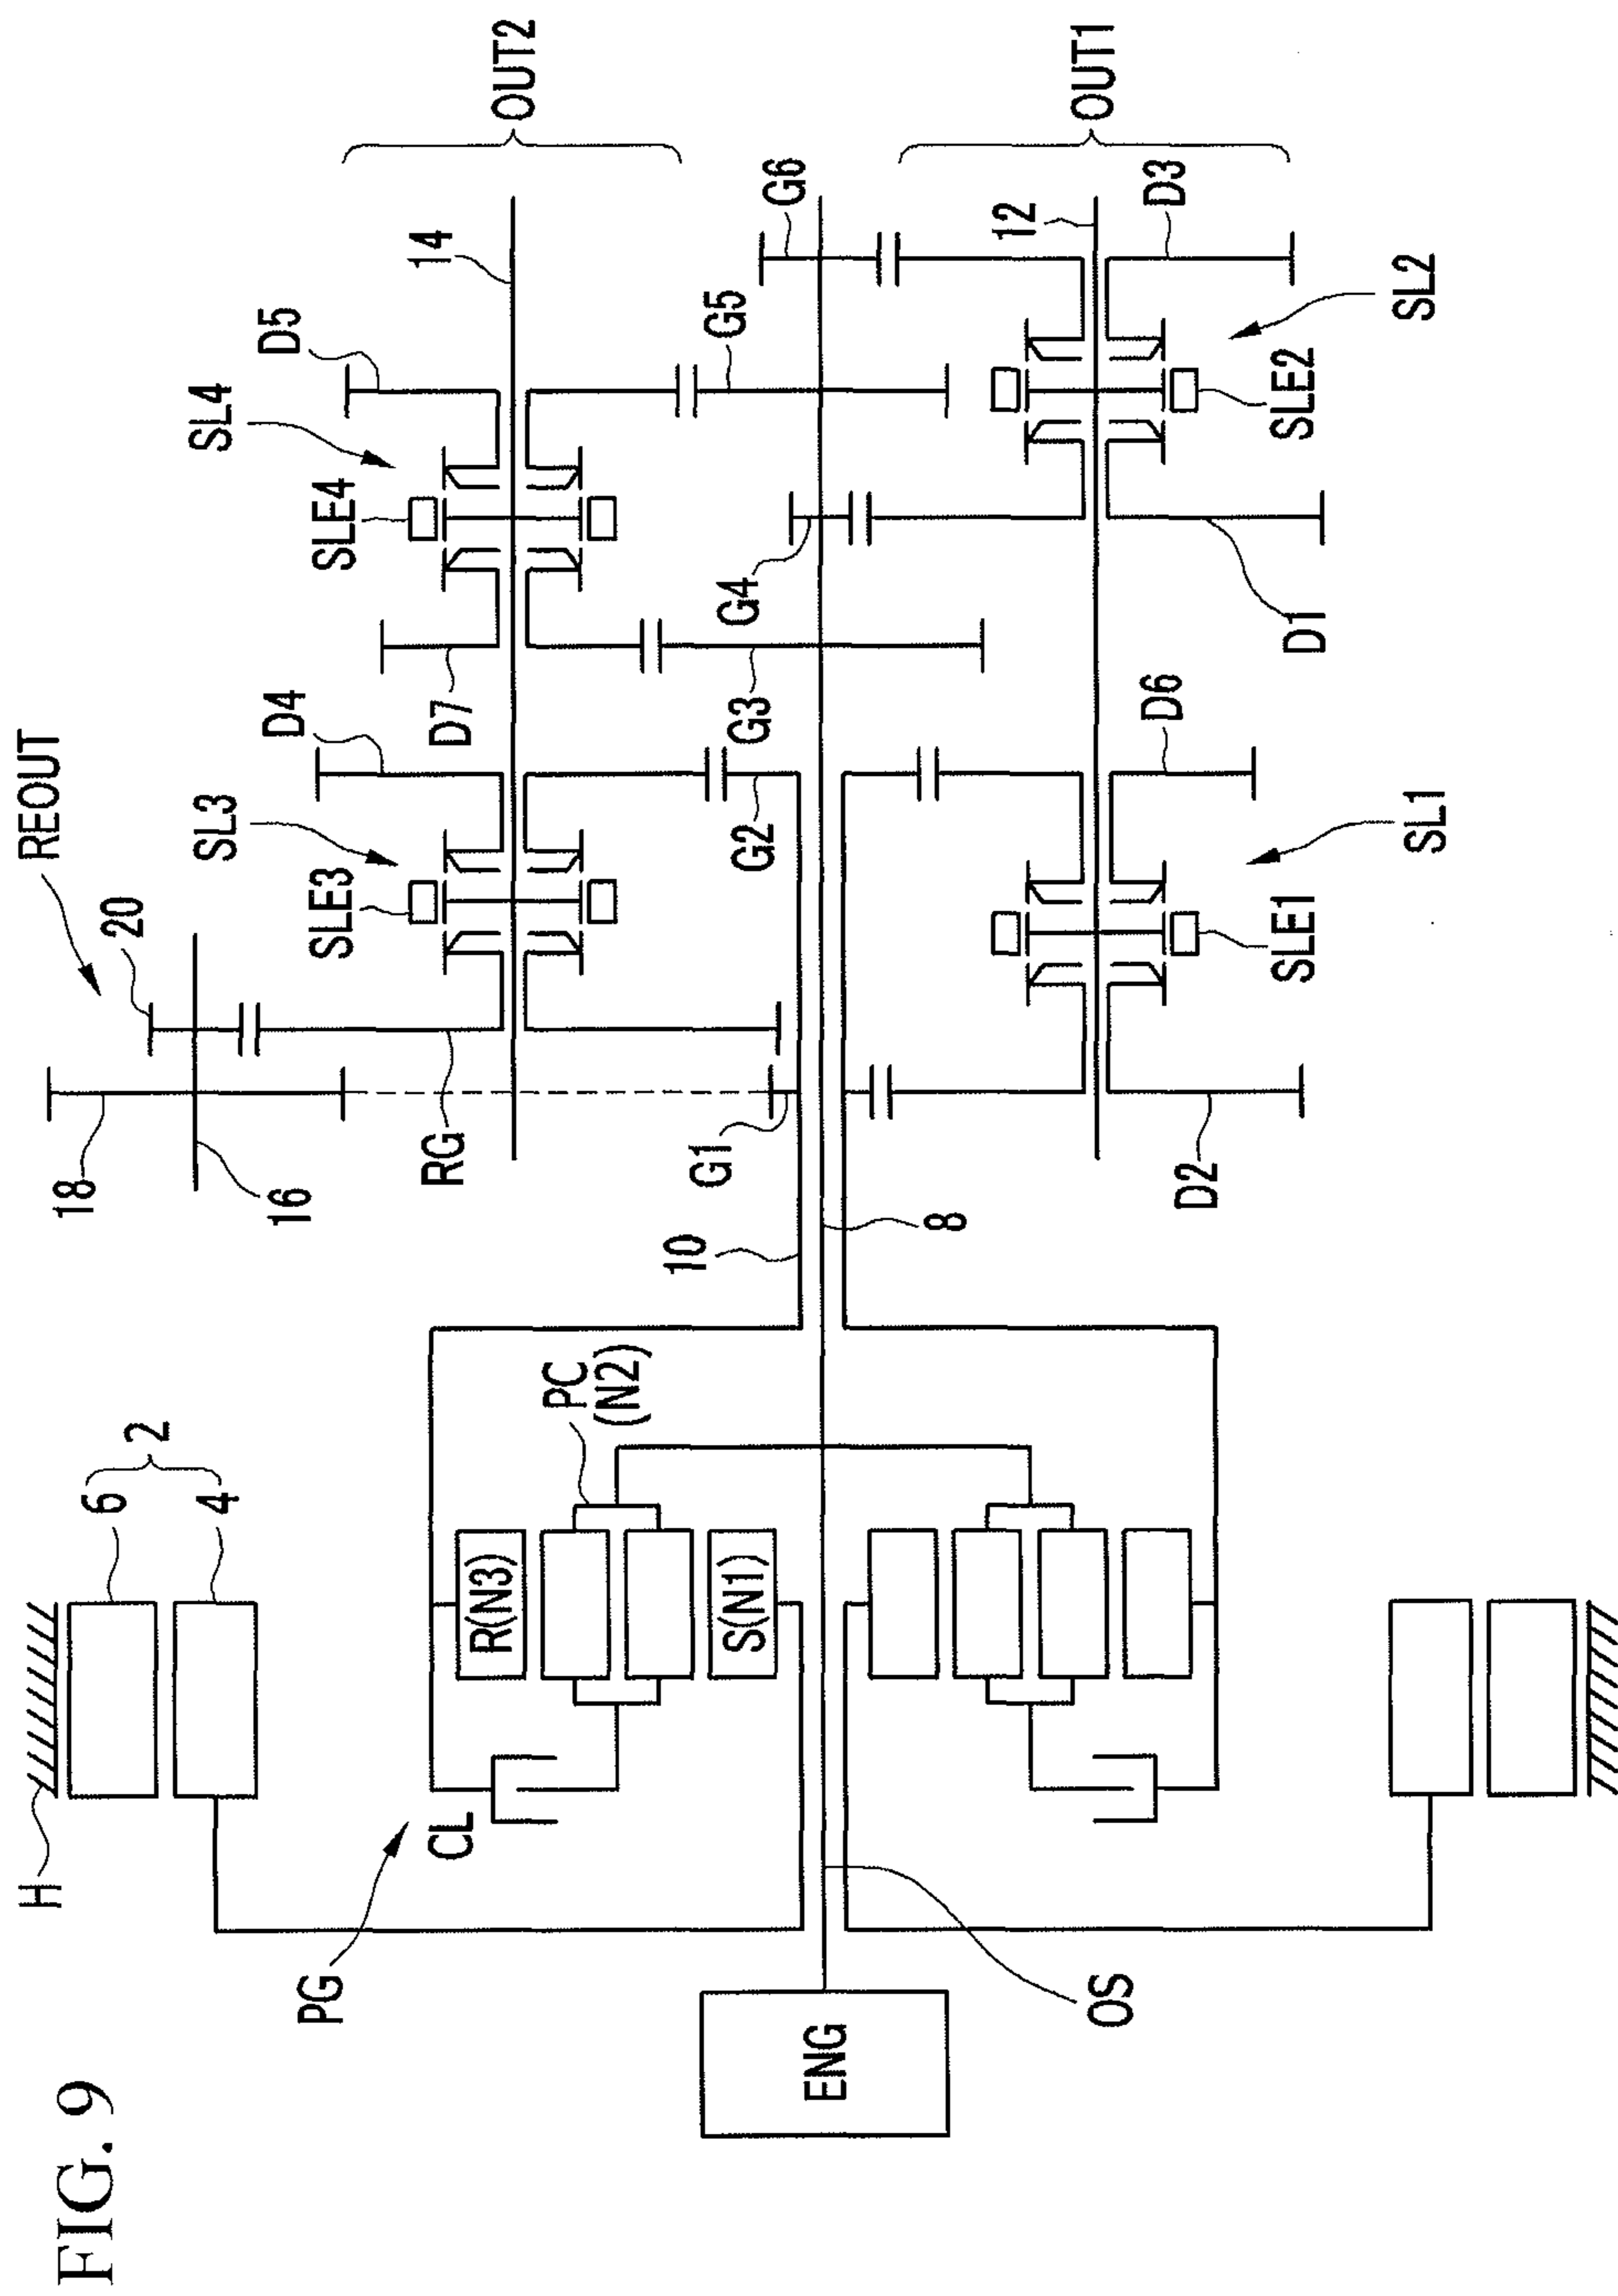 FIG. 9
REOUT
OUT2
OUT1
20
18
16
RG
SL3
SLE3
D4
D7
SL4
SLE4
D5
14
G6
G5
G4
G3
G2
G1
10
8
12
D3
SL2
SLE2
D1
D6
SL1
SLE1
D2
2
6
4
H
PC
(N2)
R(N3)
S(N1)
CL
PG
OS
ENG